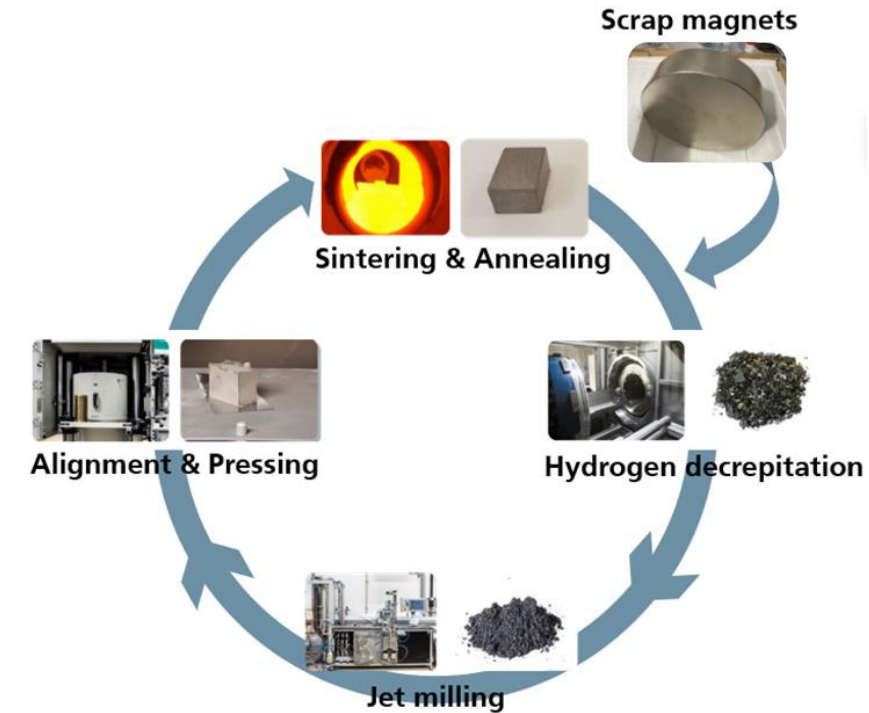 Scrap magnets
Sintering & Annealing
Hydrogen decrepitation
Jet milling
Alignment & Pressing